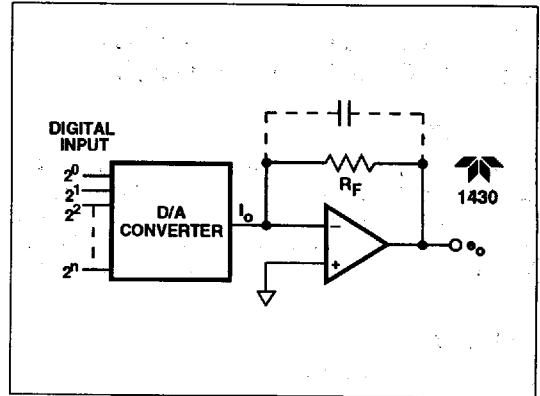 DIGITAL
INPUT
2⁰
2¹
2²
2ⁿ
D/A
CONVERTER
Iₒ
R_F
−
+
1430
eₒ